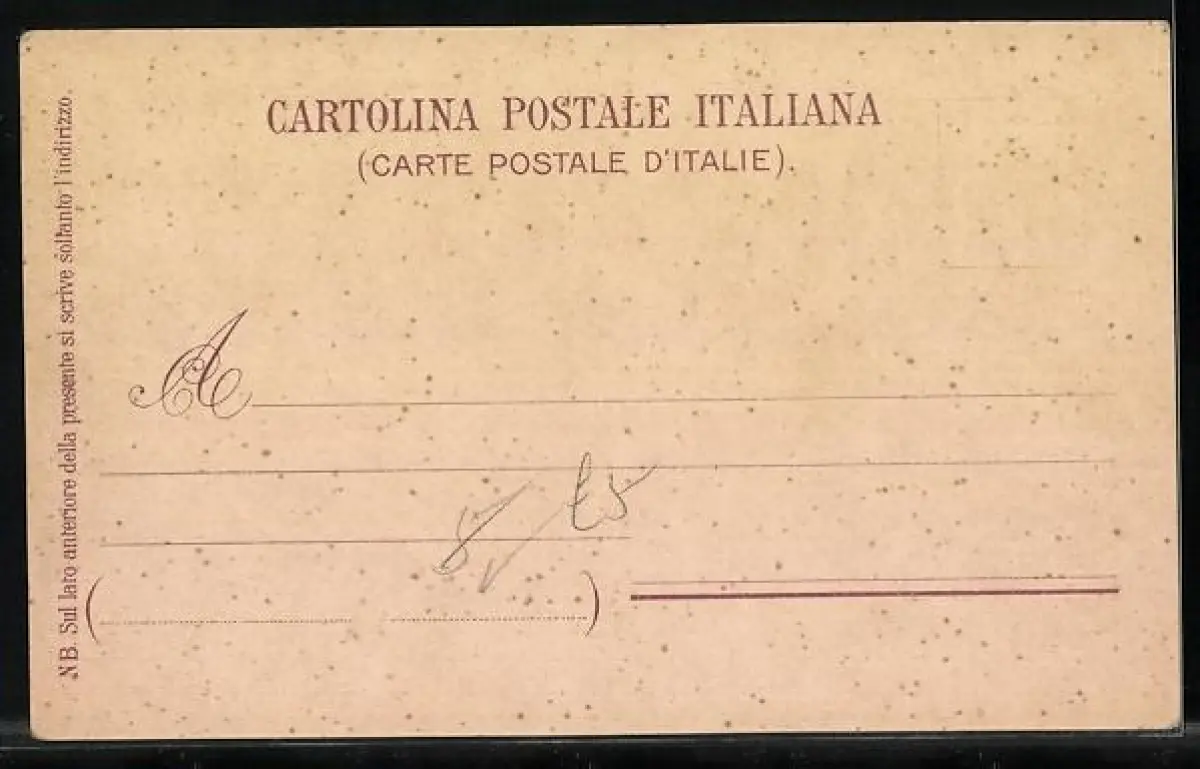 CARTOLINA POSTALE ITALIANA
(CARTE POSTALE D'ITALIE).
A
NB. Sul lato anteriore della presente si scrive soltanto l'indirizzo.